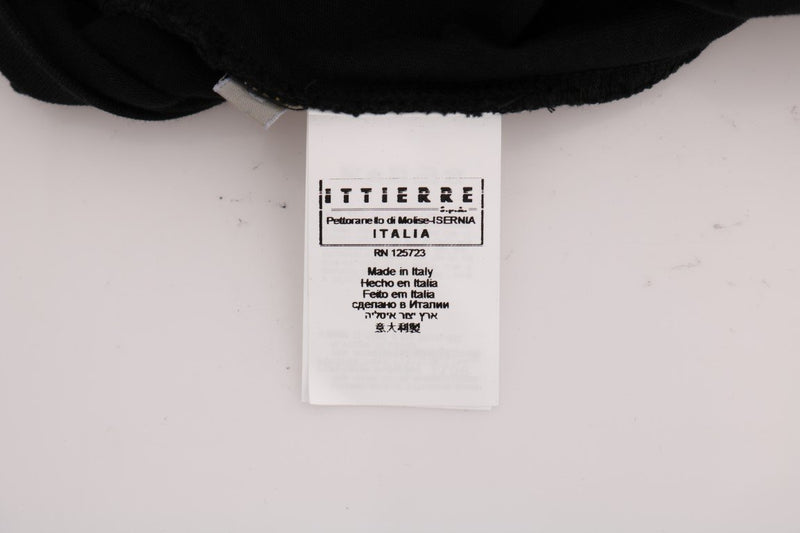 ITTIERRE
S.p.A.
Pettoranello di Molise-ISERNIA
ITALIA
RN 125723
Made in Italy
Hecho en Italia
Feito em Italia
сделано в Италии
ארץ יצור איטליה
意大利製